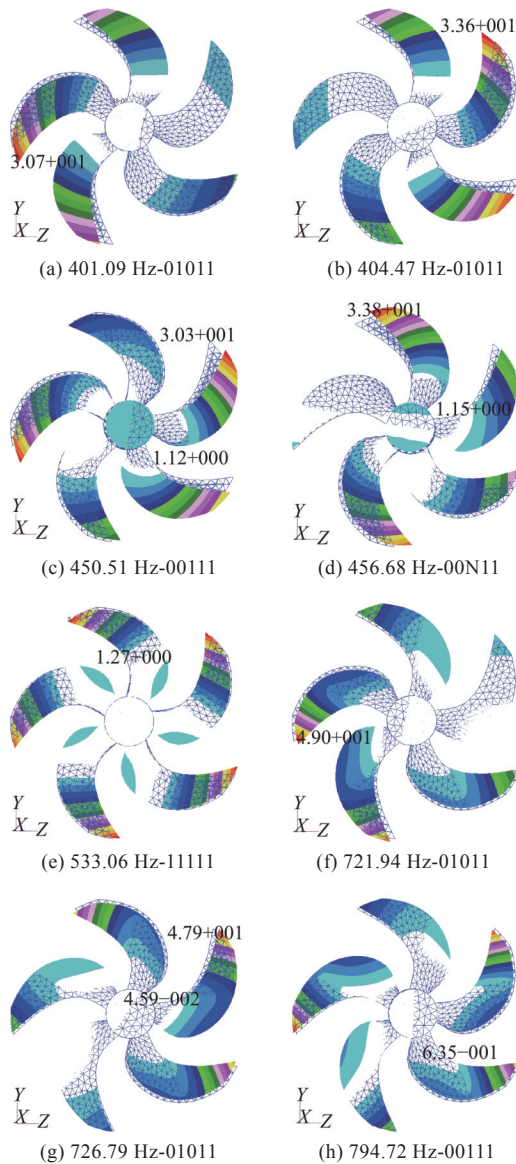 3.36+001
3.07+001
Y
X Z
Y
X Z
(a) 401.09 Hz-01011
(b) 404.47 Hz-01011
3.38+001
3.03+001
1.15+000
1.12+000
Y
X Z
Y
X Z
(c) 450.51 Hz-00111
(d) 456.68 Hz-00N11
1.27+000
4.90+001
Y
X Z
Y
X Z
(e) 533.06 Hz-11111
(f) 721.94 Hz-01011
4.79+001
4.59−002
6.35−001
Y
X Z
Y
X Z
(g) 726.79 Hz-01011
(h) 794.72 Hz-00111